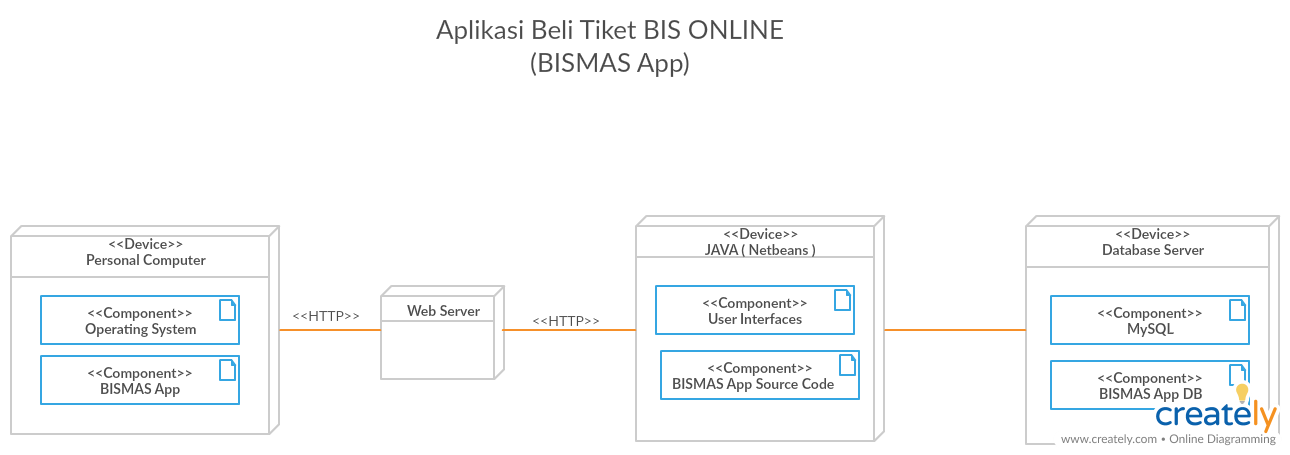 Aplikasi Beli Tiket BIS ONLINE
(BISMAS App)
<<Device>>
Personal Computer
<<Component>>
Operating System
<<Component>>
BISMAS App
<<HTTP>>
Web Server
<<HTTP>>
<<Device>>
JAVA ( Netbeans )
<<Component>>
User Interfaces
<<Component>>
BISMAS App Source Code
<<Device>>
Database Server
<<Component>>
MySQL
<<Component>>
BISMAS App DB
creately
www.creately.com • Online Diagramming